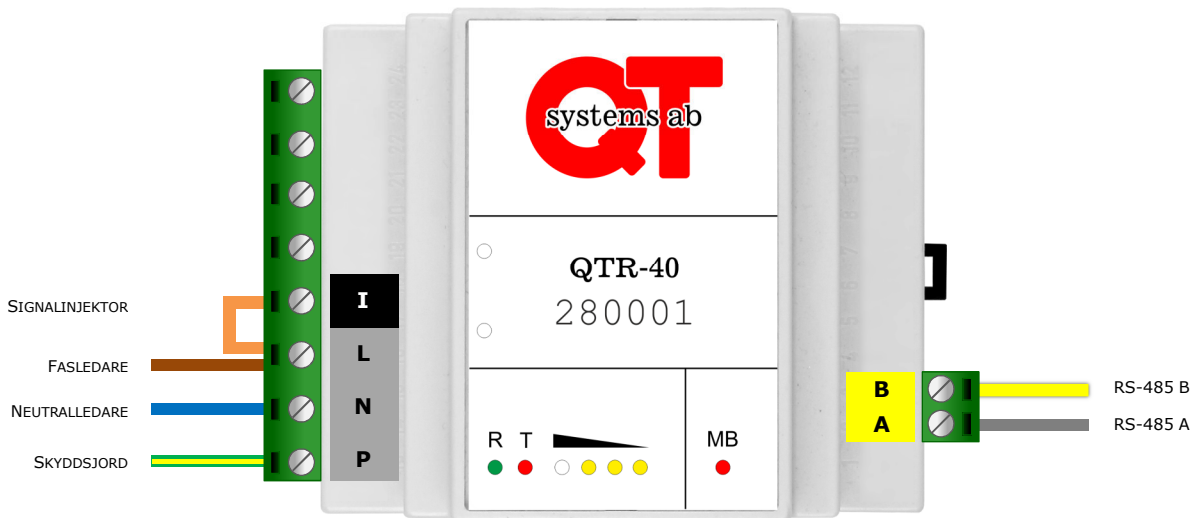 QT
systems ab
QTR-40
280001
SIGNALINJEKTOR
FASLEDARE
NEUTRALLEDARE
SKYDDSJORD
I
L
N
P
R T
MB
B
A
RS-485 B
RS-485 A